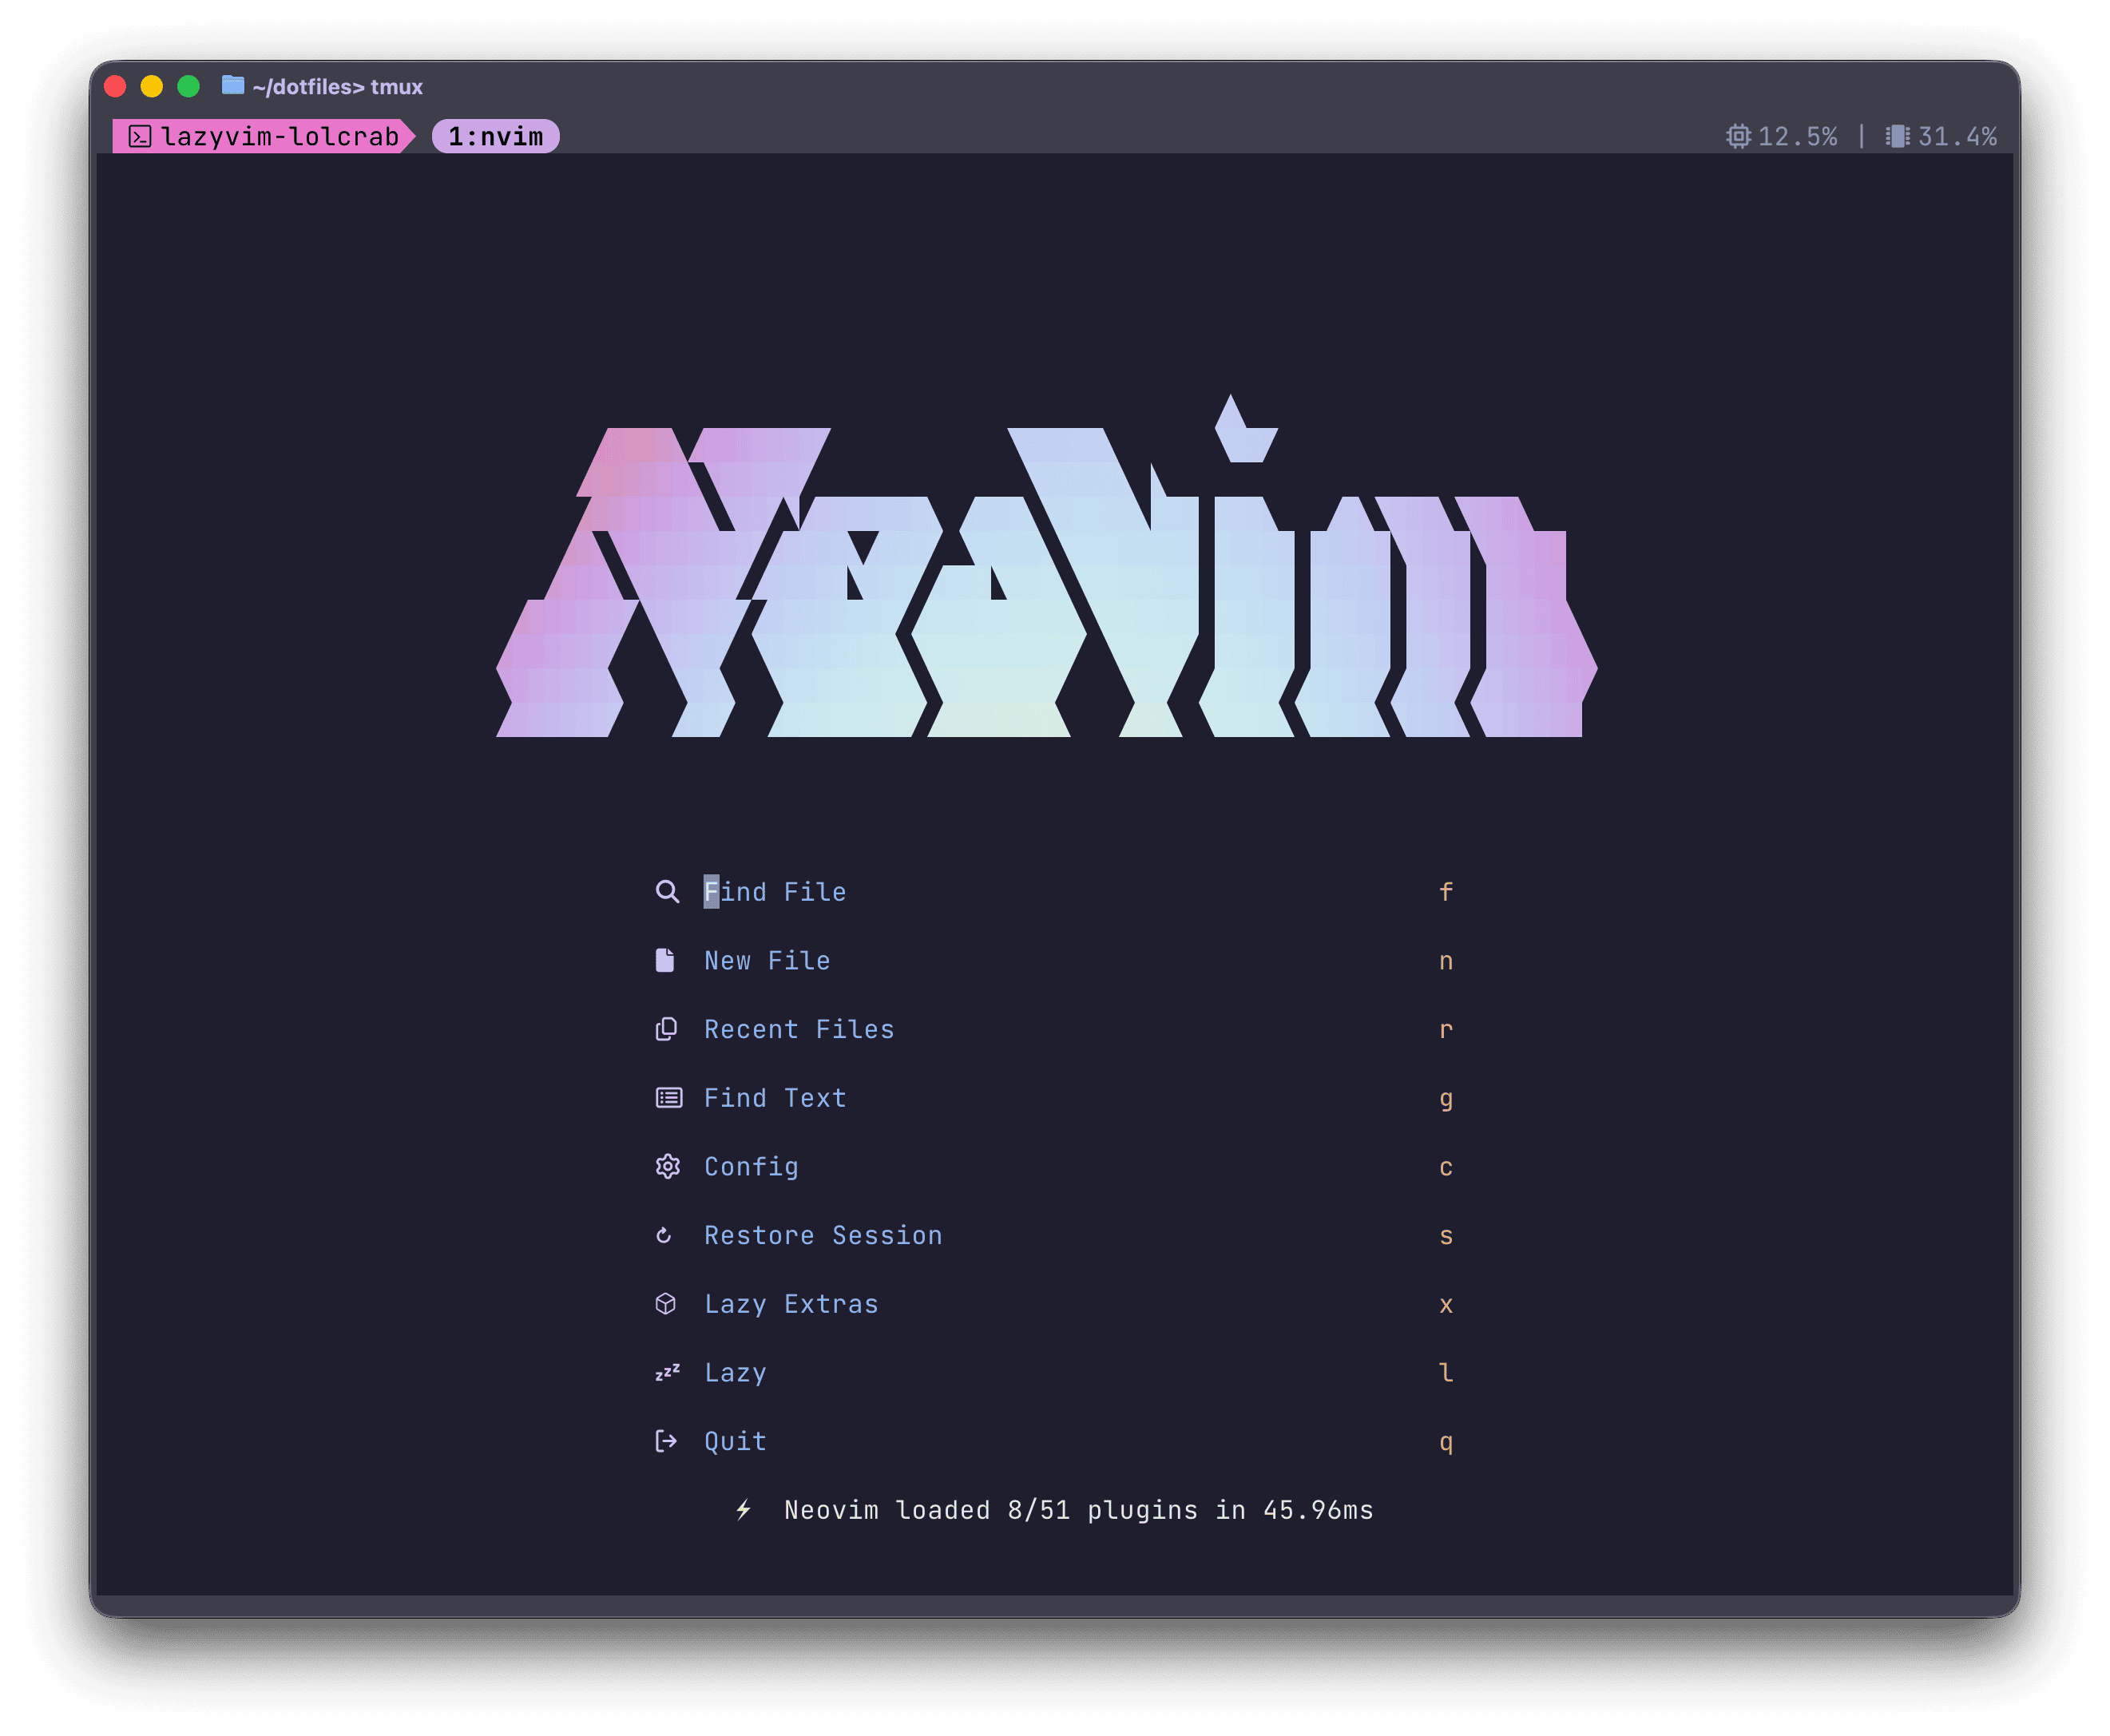 ~/dotfiles> tmux
lazyvim-lolcrab 1:nvim 12.5% | 31.4%
Neovim
Find File f
New File n
Recent Files r
Find Text g
Config c
Restore Session s
Lazy Extras x
zzz Lazy l
Quit q
Neovim loaded 8/51 plugins in 45.96ms